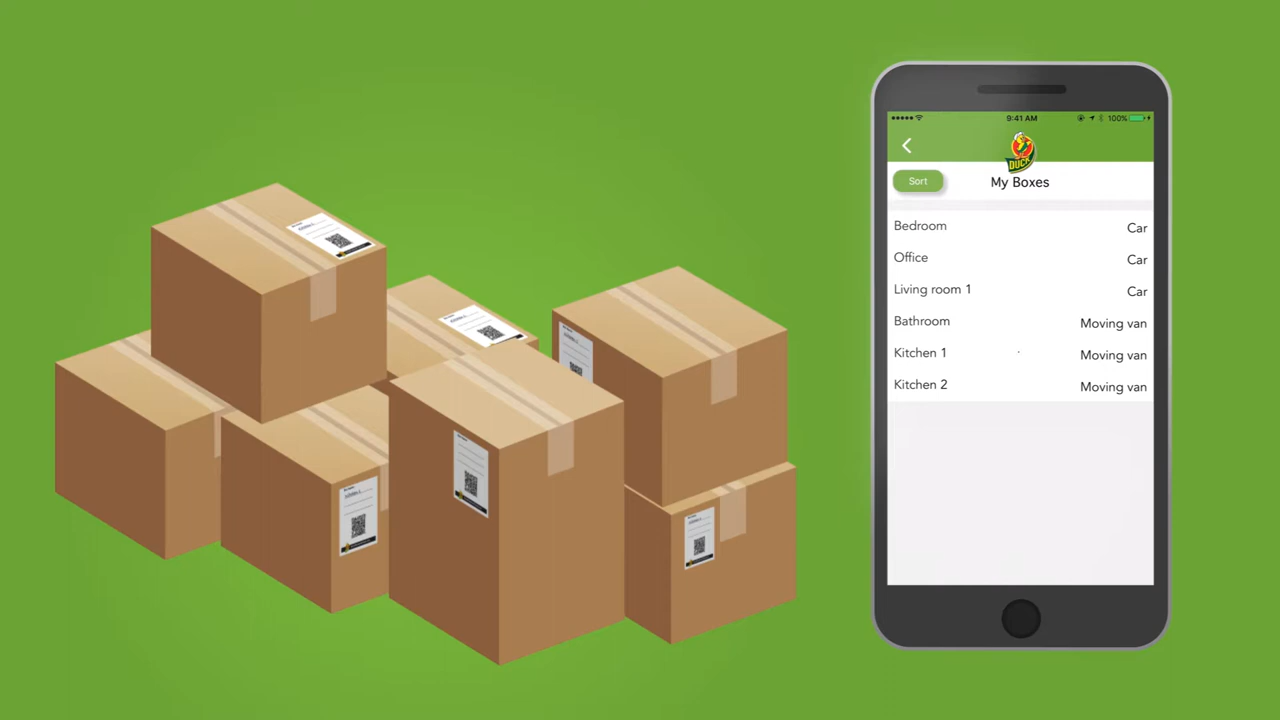 9:41 AM
100%
DUCK
Sort
My Boxes
Bedroom Car
Office Car
Living room 1 Car
Bathroom Moving van
Kitchen 1 Moving van
Kitchen 2 Moving van